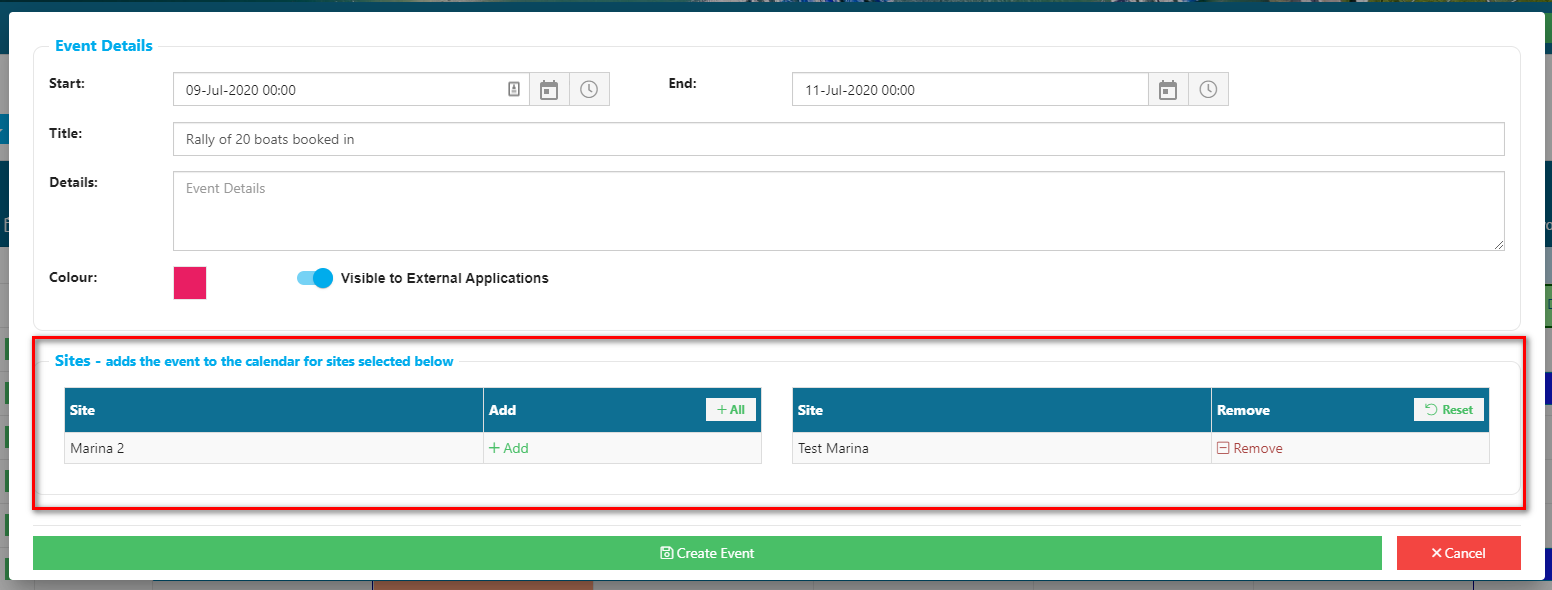 Event Details
Start: 09-Jul-2020 00:00 End: 11-Jul-2020 00:00
Title: Rally of 20 boats booked in
Details: Event Details
Colour: Visible to External Applications
Sites - adds the event to the calendar for sites selected below
Site Add + All Site Remove Reset
Marina 2 + Add Test Marina Remove
Create Event Cancel